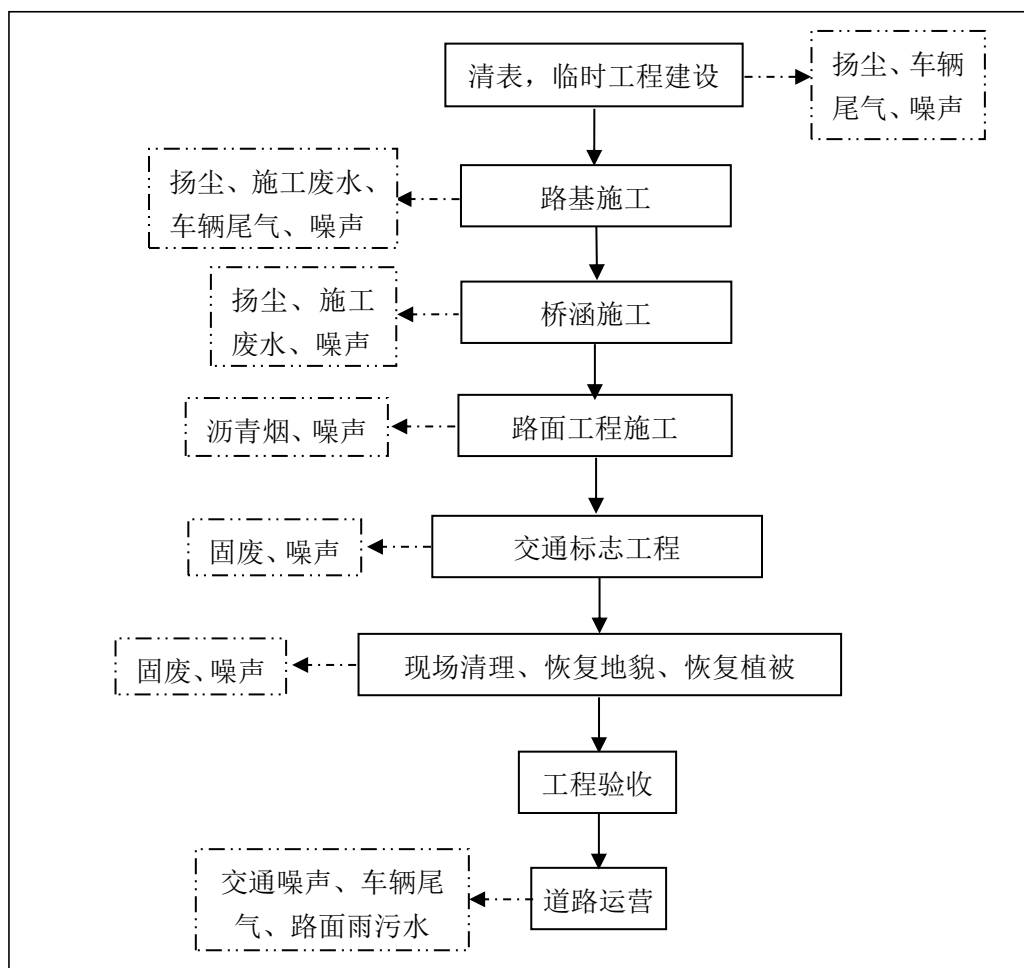 清表，临时工程建设
扬尘、车辆
尾气、噪声
扬尘、施工废水、
车辆尾气、噪声
路基施工
扬尘、施工
废水、噪声
桥涵施工
沥青烟、噪声
路面工程施工
固废、噪声
交通标志工程
固废、噪声
现场清理、恢复地貌、恢复植被
工程验收
交通噪声、车辆尾
气、路面雨污水
道路运营